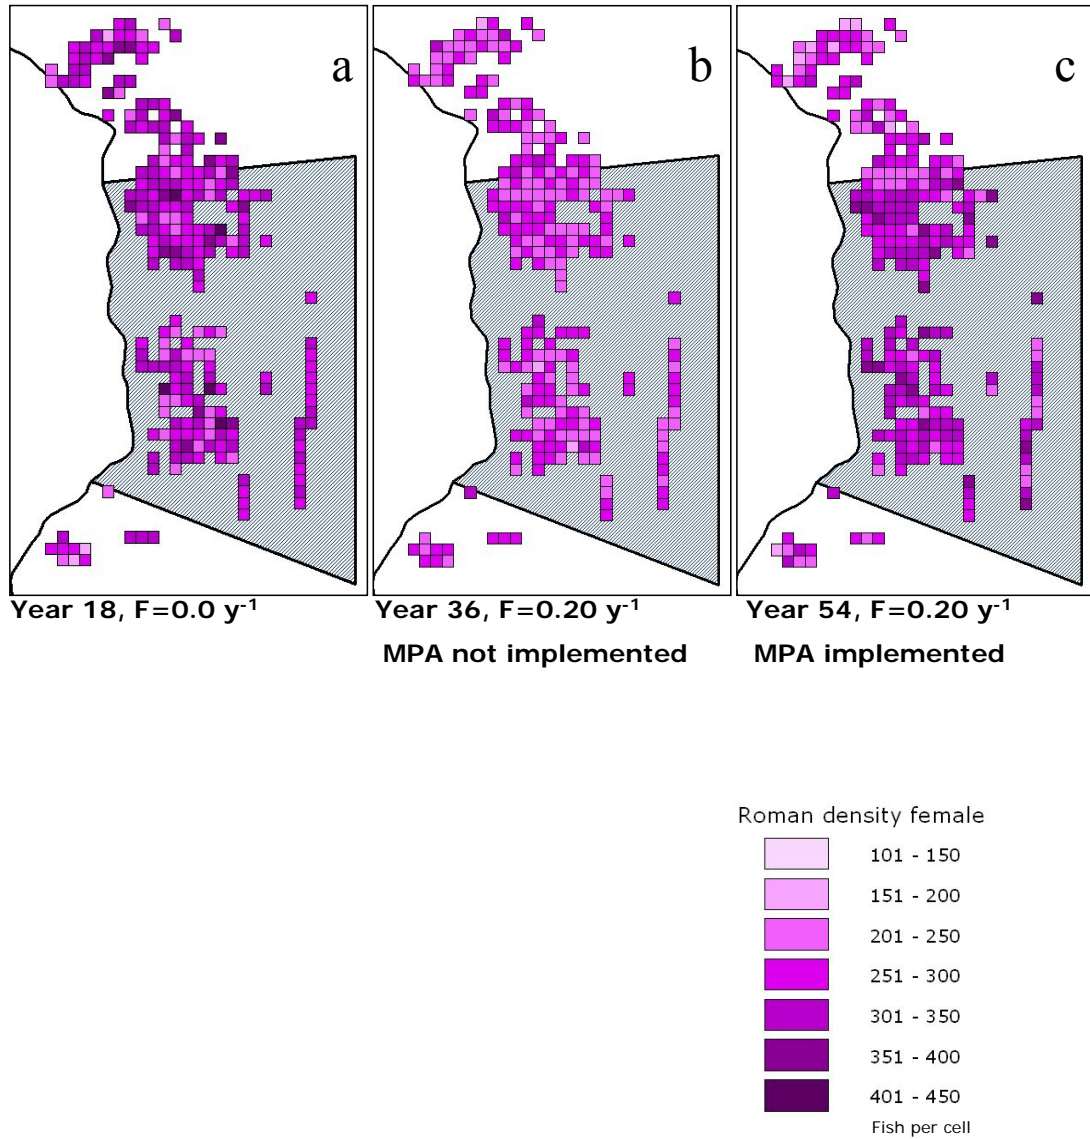 a
b
c
Year 18, F=0.0 y-1
Year 36, F=0.20 y-1
Year 54, F=0.20 y-1
MPA not implemented
MPA implemented
Roman density female
101 - 150
151 - 200
201 - 250
251 - 300
301 - 350
351 - 400
401 - 450
Fish per cell